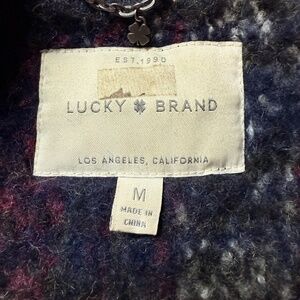 EST. 1990
LUCKY BRAND
LOS ANGELES, CALIFORNIA
M
MADE IN
CHINA